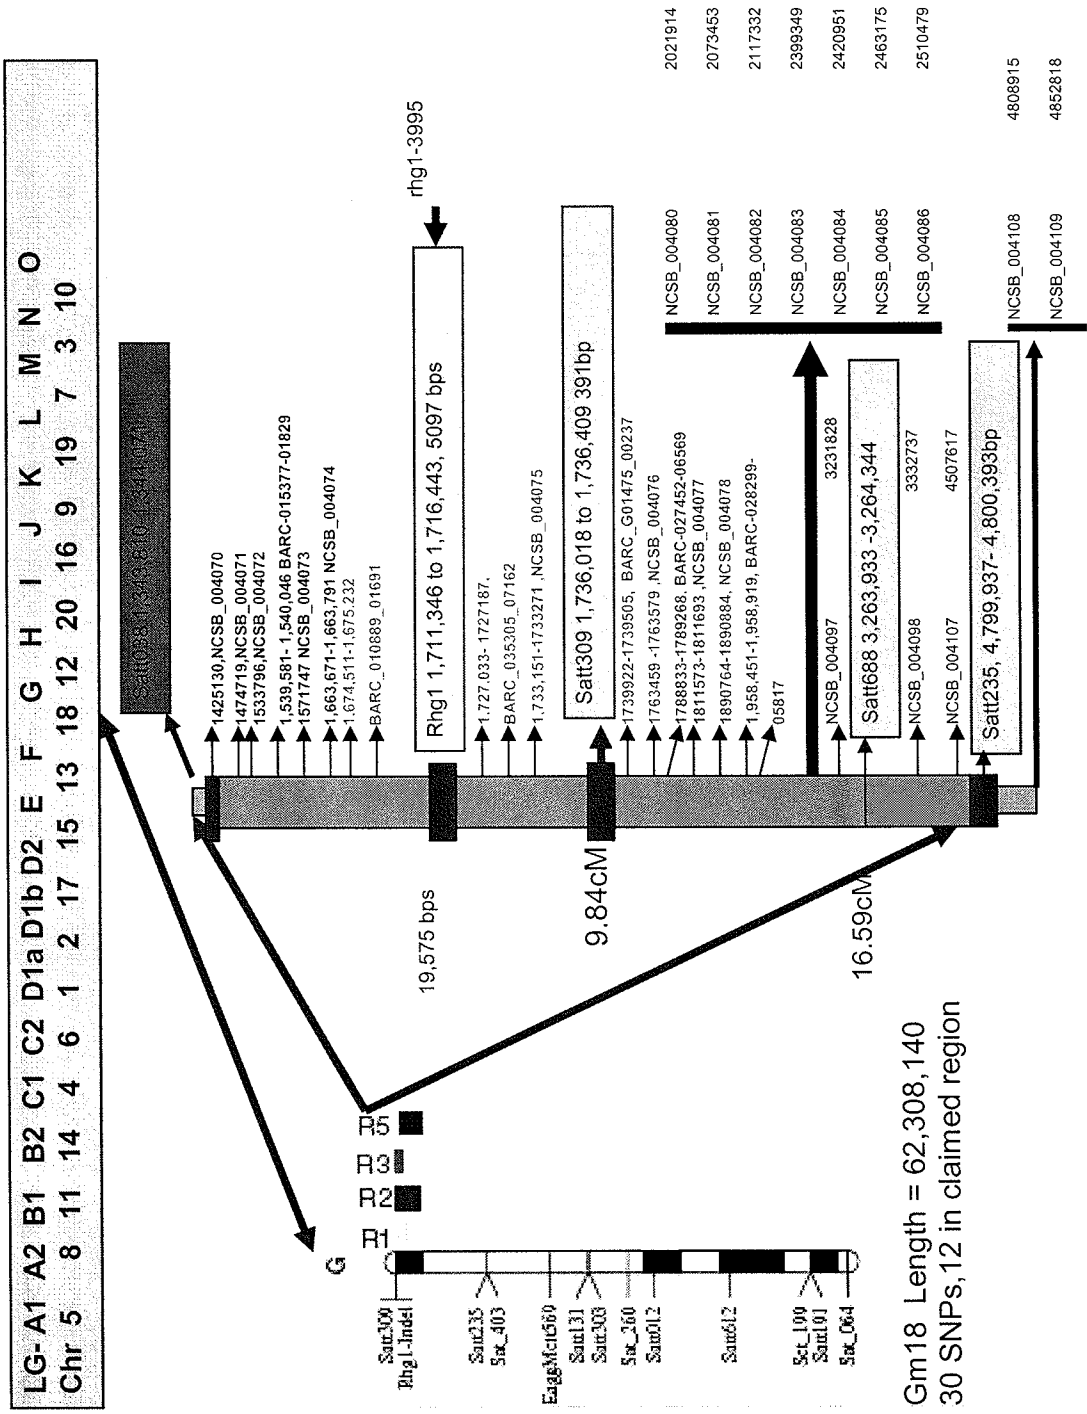 LG- A1 A2 B1 B2 C1 C2 D1a D1b D2 E F G H I J K L M N O
Chr 5 8 11 14 4 6 1 2 17 15 13 18 12 20 16 9 19 7 3 10
1425130,NCSB_004070
1474719,NCSB_004071
1533796,NCSB_004072
1,539,581- 1,540,046 BARC-015377-01829
1571747 NCSB_004073
1,663,671-1,663,791 NCSB_004074
1.674,511-1,675.232
BARC_010889_01691
Rhg1 1,711,346 to 1,716,443, 5097 bps
rhg1-3995
19,575 bps
1,727,033- 1727187,
BARC_035305_07162
1,733,151-1733271 ,NCSB_004075
Satt309 1,736,018 to 1,736,409 391bp
9.84cM
1739922-1739505, BARC_G01475_00237
1763459 -1763579 ,NCSB_004076
1788833-1789268, BARC-027452-06569
1811573-1811693 ,NCSB_004077
1890764-1890884, NCSB_004078
1,958,451-1,958,919, BARC-028299-
05817
NCSB_004080 2021914
NCSB_004081 2073453
NCSB_004082 2117332
NCSB_004083 2399349
NCSB_004084 2420951
NCSB_004085 2463175
NCSB_004086 2510479
NCSB_004097 3231828
Satt688 3,263,933 -3,264,344
16.59cM
NCSB_004098 3332737
NCSB_004107 4507617
Satt235, 4,799,937- 4,800,393bp
NCSB_004108 4808915
NCSB_004109 4852818
G
R1
R2
R3
R5
Satt309
Rhg1-Indel
Satt235
Sat_403
Satt131
Satt303
Sat_260
Satt012
Satt612
Sct_199
Satt191
Sat_064
Gm18 Length = 62,308,140
30 SNPs,12 in claimed region